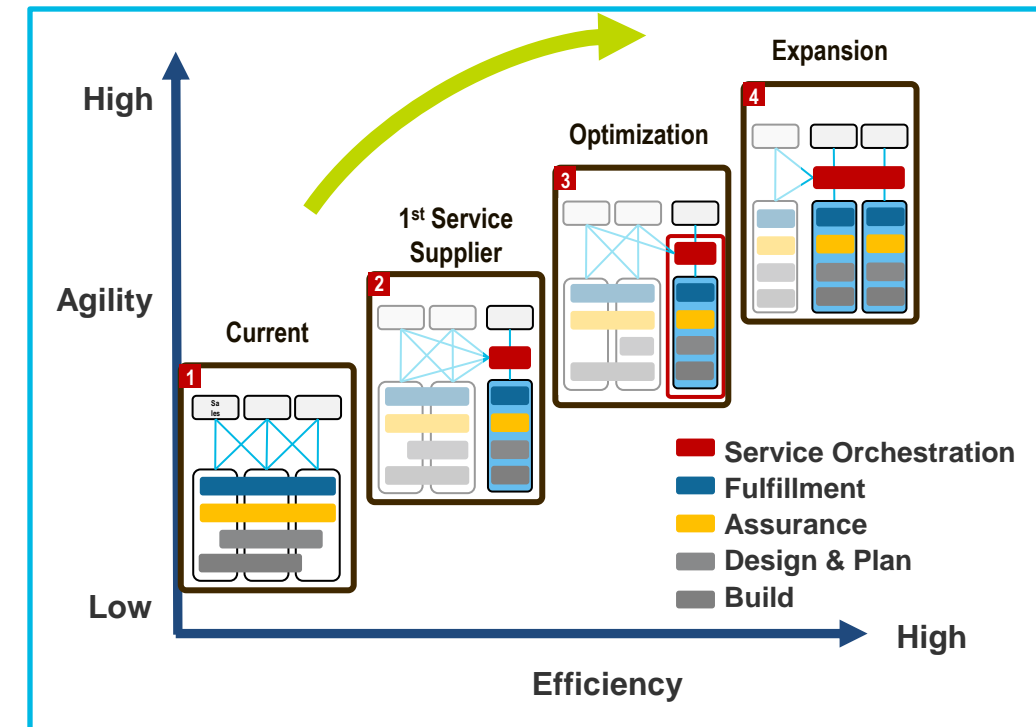 Expansion
High
4
Optimization
3
1st Service
Supplier
2
Agility
Current
1
Sa
les
Service Orchestration
Fulfillment
Assurance
Design & Plan
Build
Low
High
Efficiency